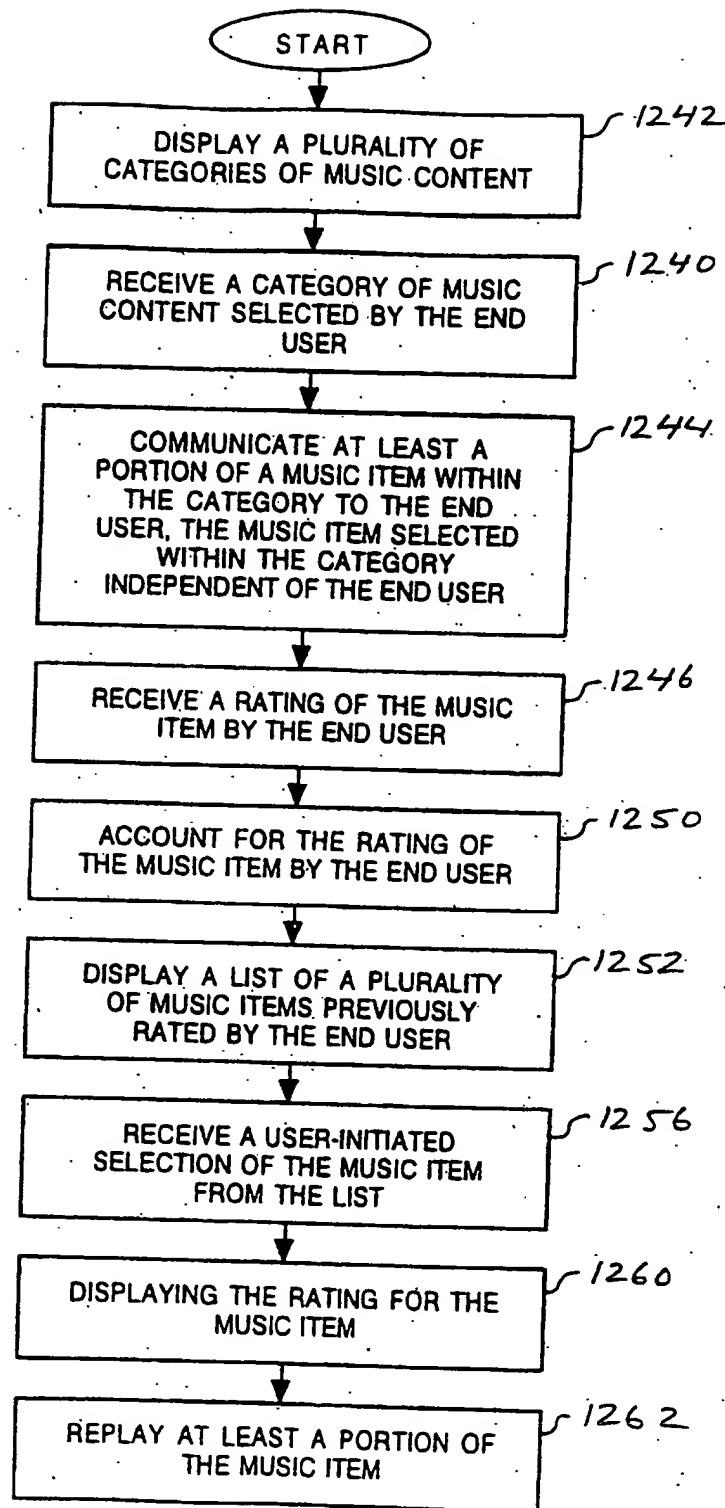 START
1242
DISPLAY A PLURALITY OF
CATEGORIES OF MUSIC CONTENT
1240
RECEIVE A CATEGORY OF MUSIC
CONTENT SELECTED BY THE END
USER
1244
COMMUNICATE AT LEAST A
PORTION OF A MUSIC ITEM WITHIN
THE CATEGORY TO THE END
USER, THE MUSIC ITEM SELECTED
WITHIN THE CATEGORY
INDEPENDENT OF THE END USER
1246
RECEIVE A RATING OF THE MUSIC
ITEM BY THE END USER
1250
ACCOUNT FOR THE RATING OF
THE MUSIC ITEM BY THE END USER
1252
DISPLAY A LIST OF A PLURALITY
OF MUSIC ITEMS PREVIOUSLY
RATED BY THE END USER
1256
RECEIVE A USER-INITIATED
SELECTION OF THE MUSIC ITEM
FROM THE LIST
1260
DISPLAYING THE RATING FOR THE
MUSIC ITEM
1262
REPLAY AT LEAST A PORTION OF
THE MUSIC ITEM